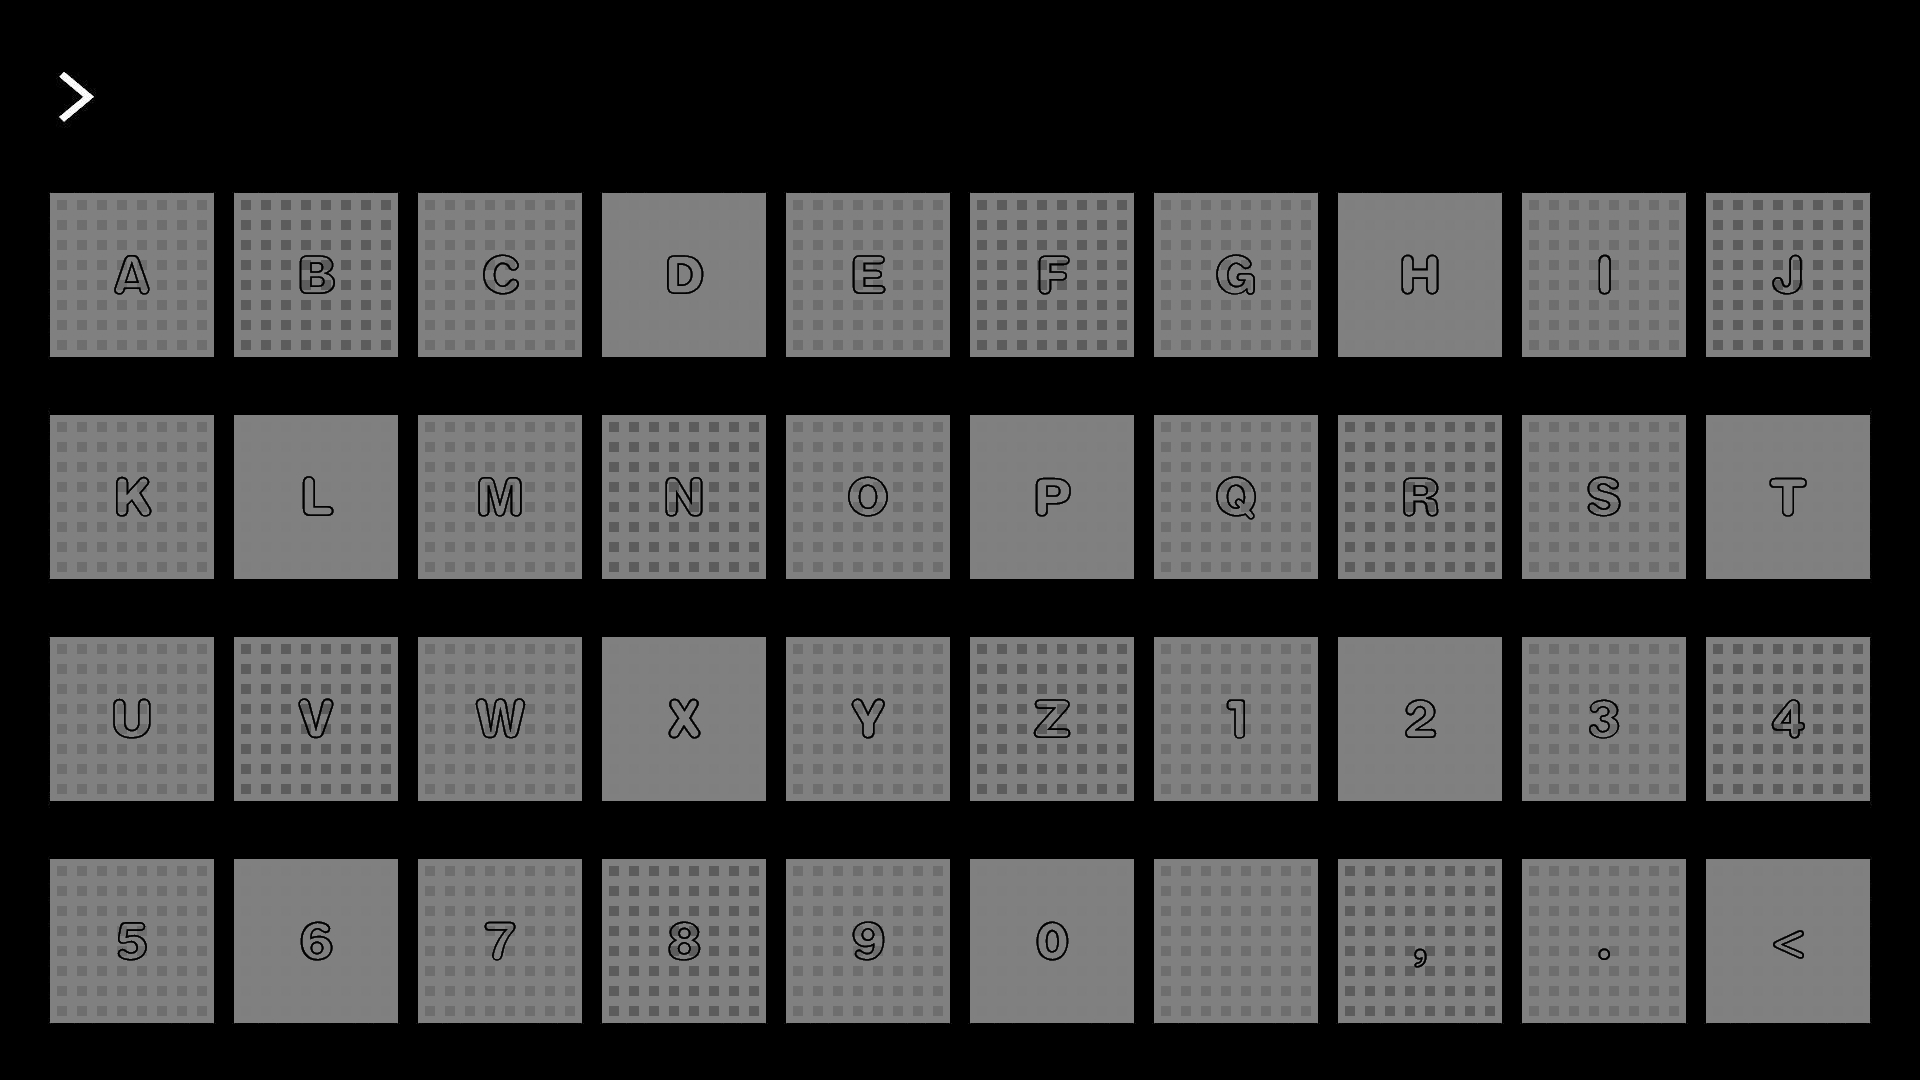 >
A B C D E F G H I J
K L M N O P Q R S T
U V W X Y Z 1 2 3 4
5 6 7 8 9 0 , . <